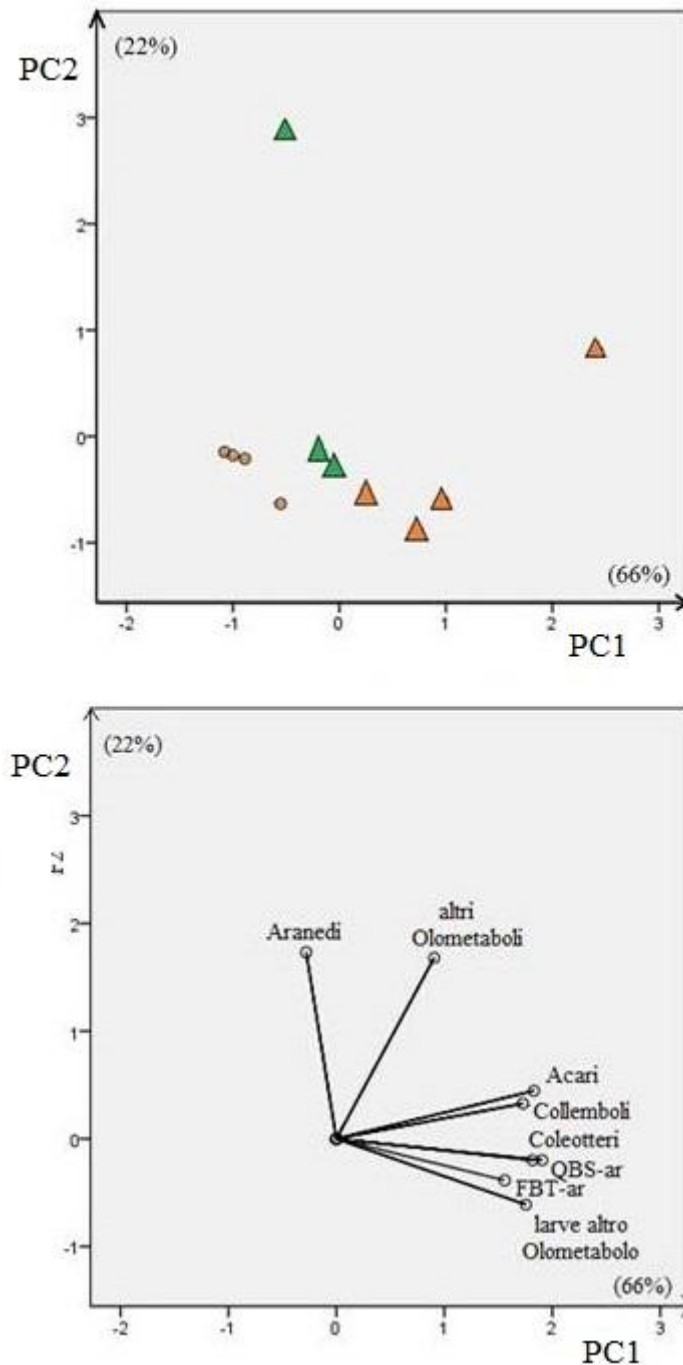 (22%)
PC2
3
2
1
0
-1
(66%)
-2 -1 0 1 2 3
PC1
(22%)
PC2
3
r2
altri
Aranedi Olometaboli
2
1
Acari
Collemboli
0
Coleotteri
QBS-ar
FBT-ar
larve altro
Olometabolo
-1
(66%)
-2 -1 0 1 2 3
PC1